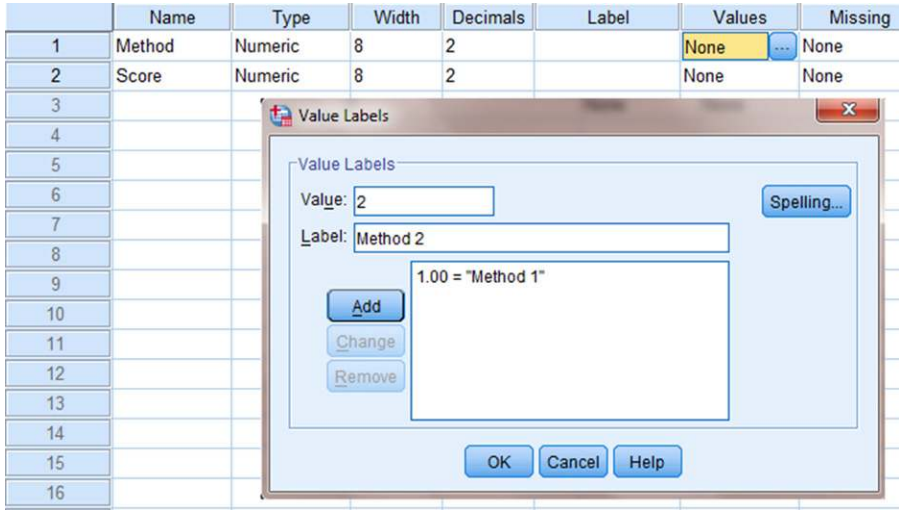 Name Type Width Decimals Label Values Missing
1 Method Numeric 8 2 None ... None
2 Score Numeric 8 2 None None
3
4
5
6
7
8
9
10
11
12
13
14
15
16
Value Labels
Value Labels
Value: 2
Spelling...
Label: Method 2
1.00 = "Method 1"
Add
Change
Remove
OK Cancel Help